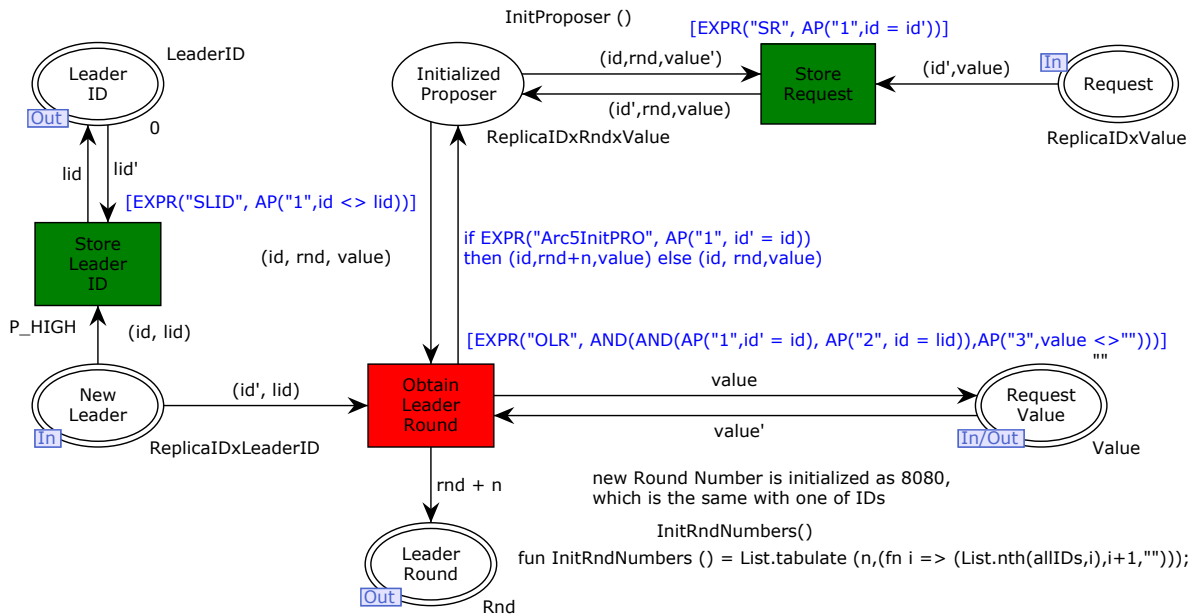 InitProposer ()
[EXPR("SR", AP("1",id = id'))]
LeaderID
Leader
ID
Out
0
lid
lid'
[EXPR("SLID", AP("1",id <> lid))]
Store
Leader
ID
P_HIGH
(id, lid)
New
Leader
In
ReplicaIDxLeaderID
(id', lid)
Initialized
Proposer
ReplicaIDxRndxValue
(id,rnd,value')
(id',rnd,value)
Store
Request
(id',value)
In
Request
ReplicaIDxValue
(id, rnd, value)
if EXPR("Arc5InitPRO", AP("1", id' = id))
then (id,rnd+n,value) else (id, rnd,value)
[EXPR("OLR", AND(AND(AP("1",id' = id), AP("2", id = lid)),AP("3",value <>"")))]
Obtain
Leader
Round
value
value'
""
Request
Value
In/Out
Value
rnd + n
Leader
Round
Out
Rnd
new Round Number is initialized as 8080,
which is the same with one of IDs
InitRndNumbers()
fun InitRndNumbers () = List.tabulate (n,(fn i => (List.nth(allIDs,i),i+1,"")));